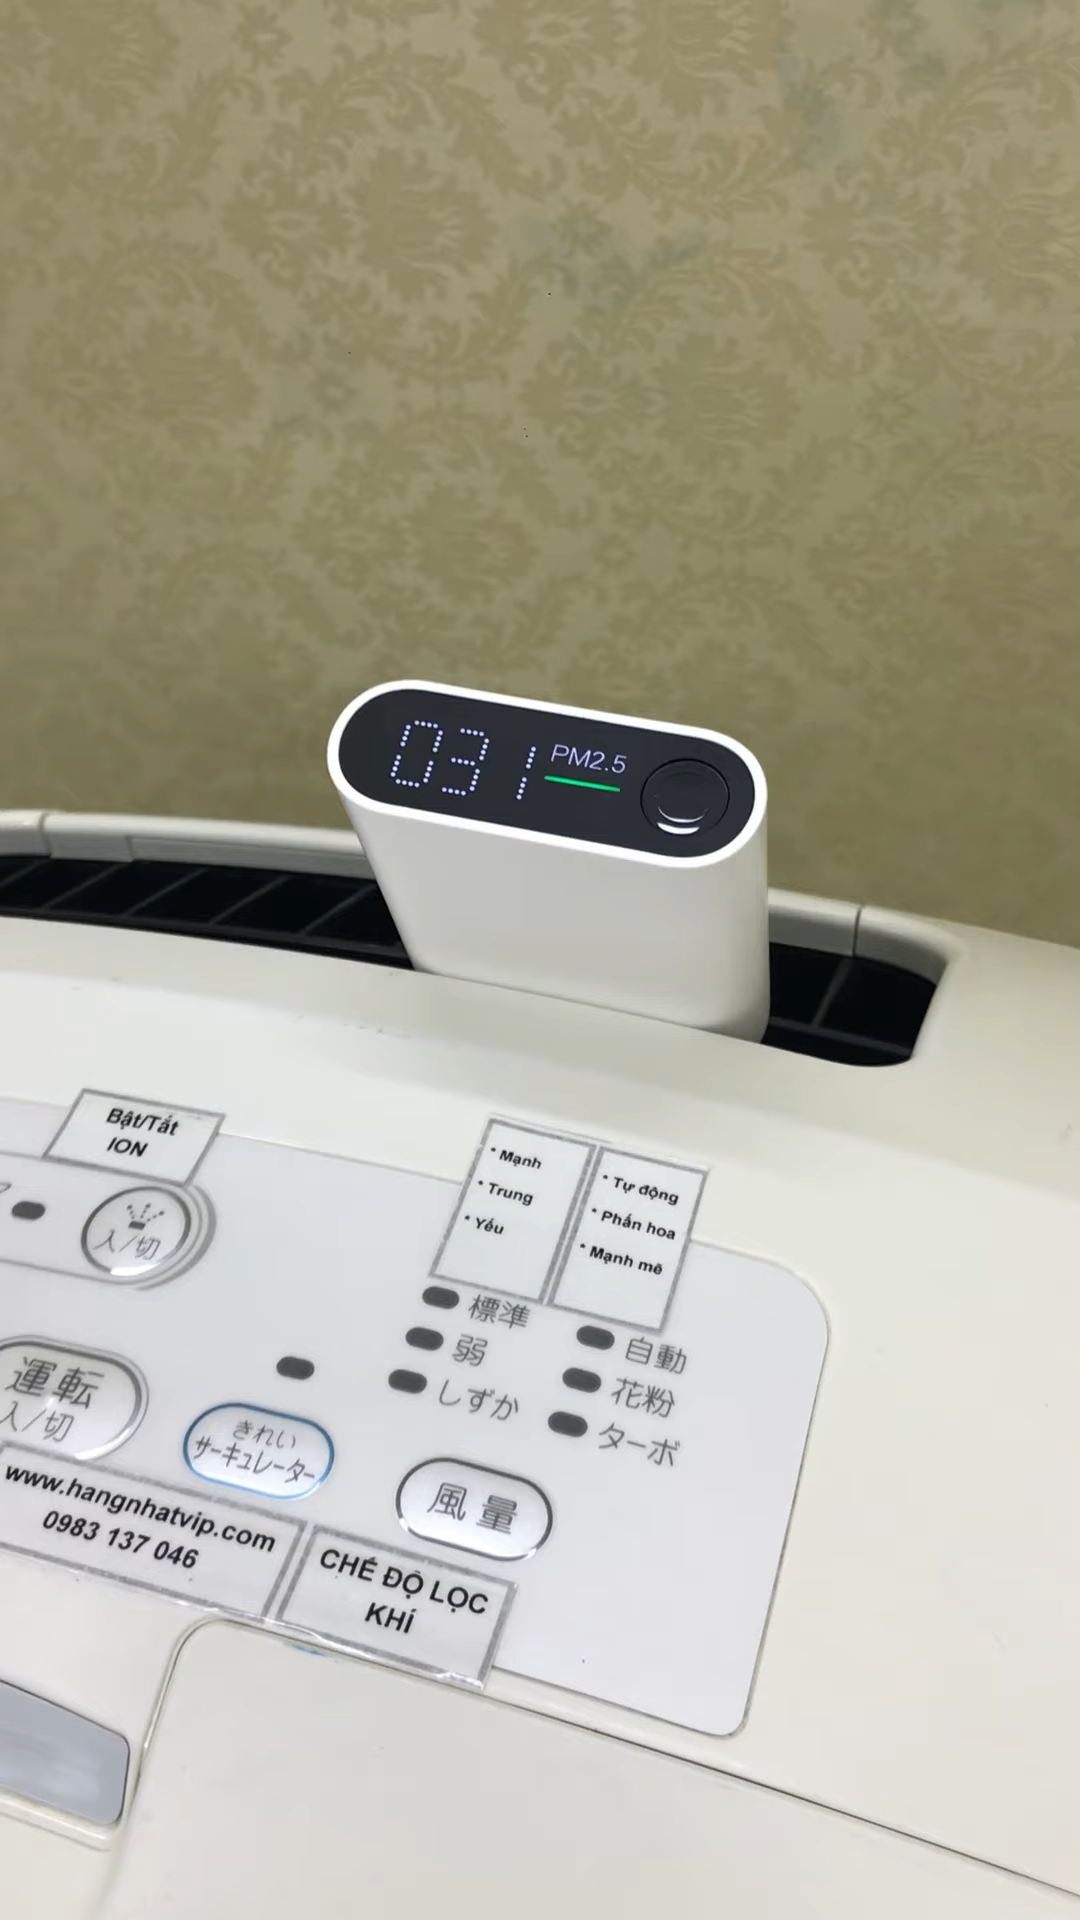 031 PM2.5
Bật/Tắt
ION
* Mạnh
* Trung
* Yếu
* Tự động
* Phấn hoa
* Mạnh mẽ
入/切
標準
弱
しずか
自動
花粉
ターボ
運転
入/切
きれい
サーキュレーター
風量
www.hangnhatvip.com
0983 137 046
CHẾ ĐỘ LỌC
KHÍ